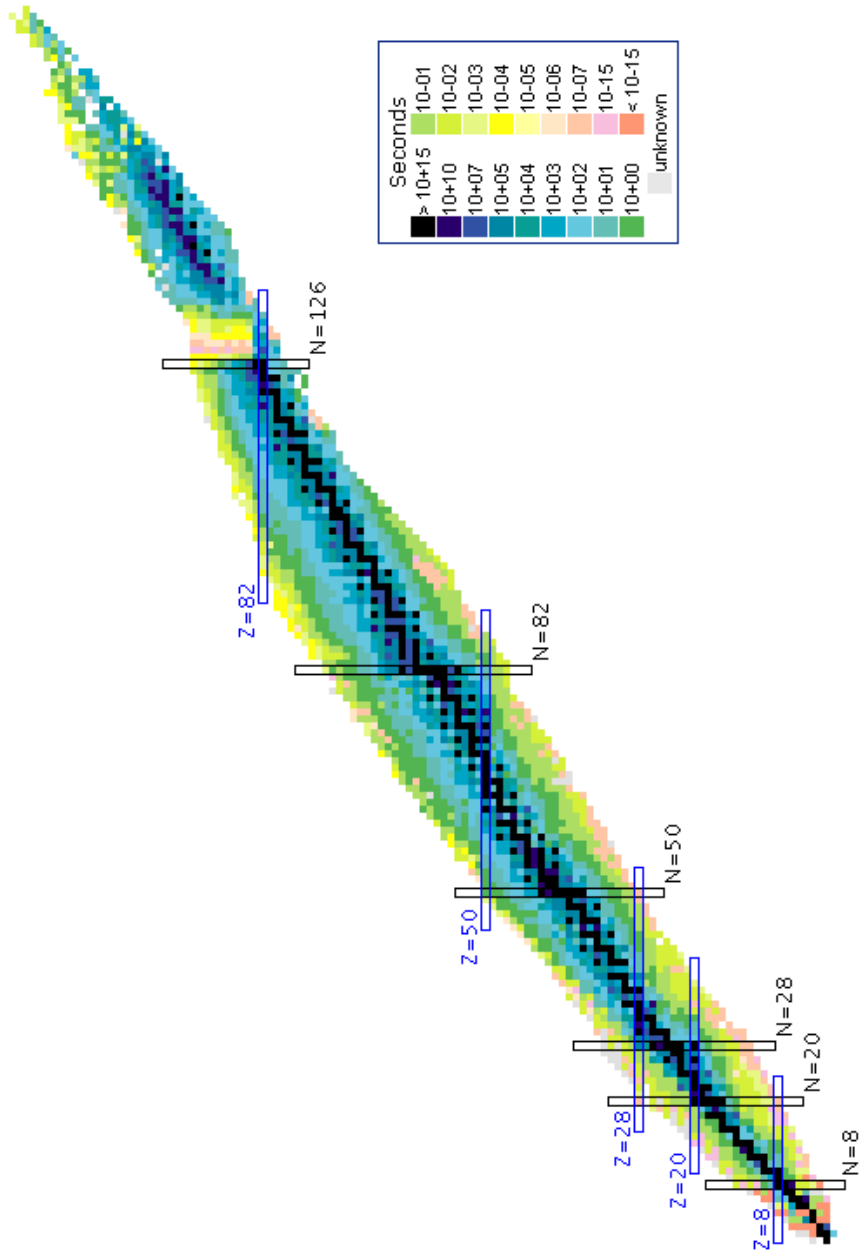 Seconds
> 10+15
10-01
10+10
10-02
10+07
10-03
10+05
10-04
10+04
10-05
10+03
10-06
10+02
10-07
10+01
10-15
10+00
< 10-15
unknown
N=126
Z=82
N=82
Z=50
N=50
Z=28
N=28
Z=20
N=20
Z=8
N=8